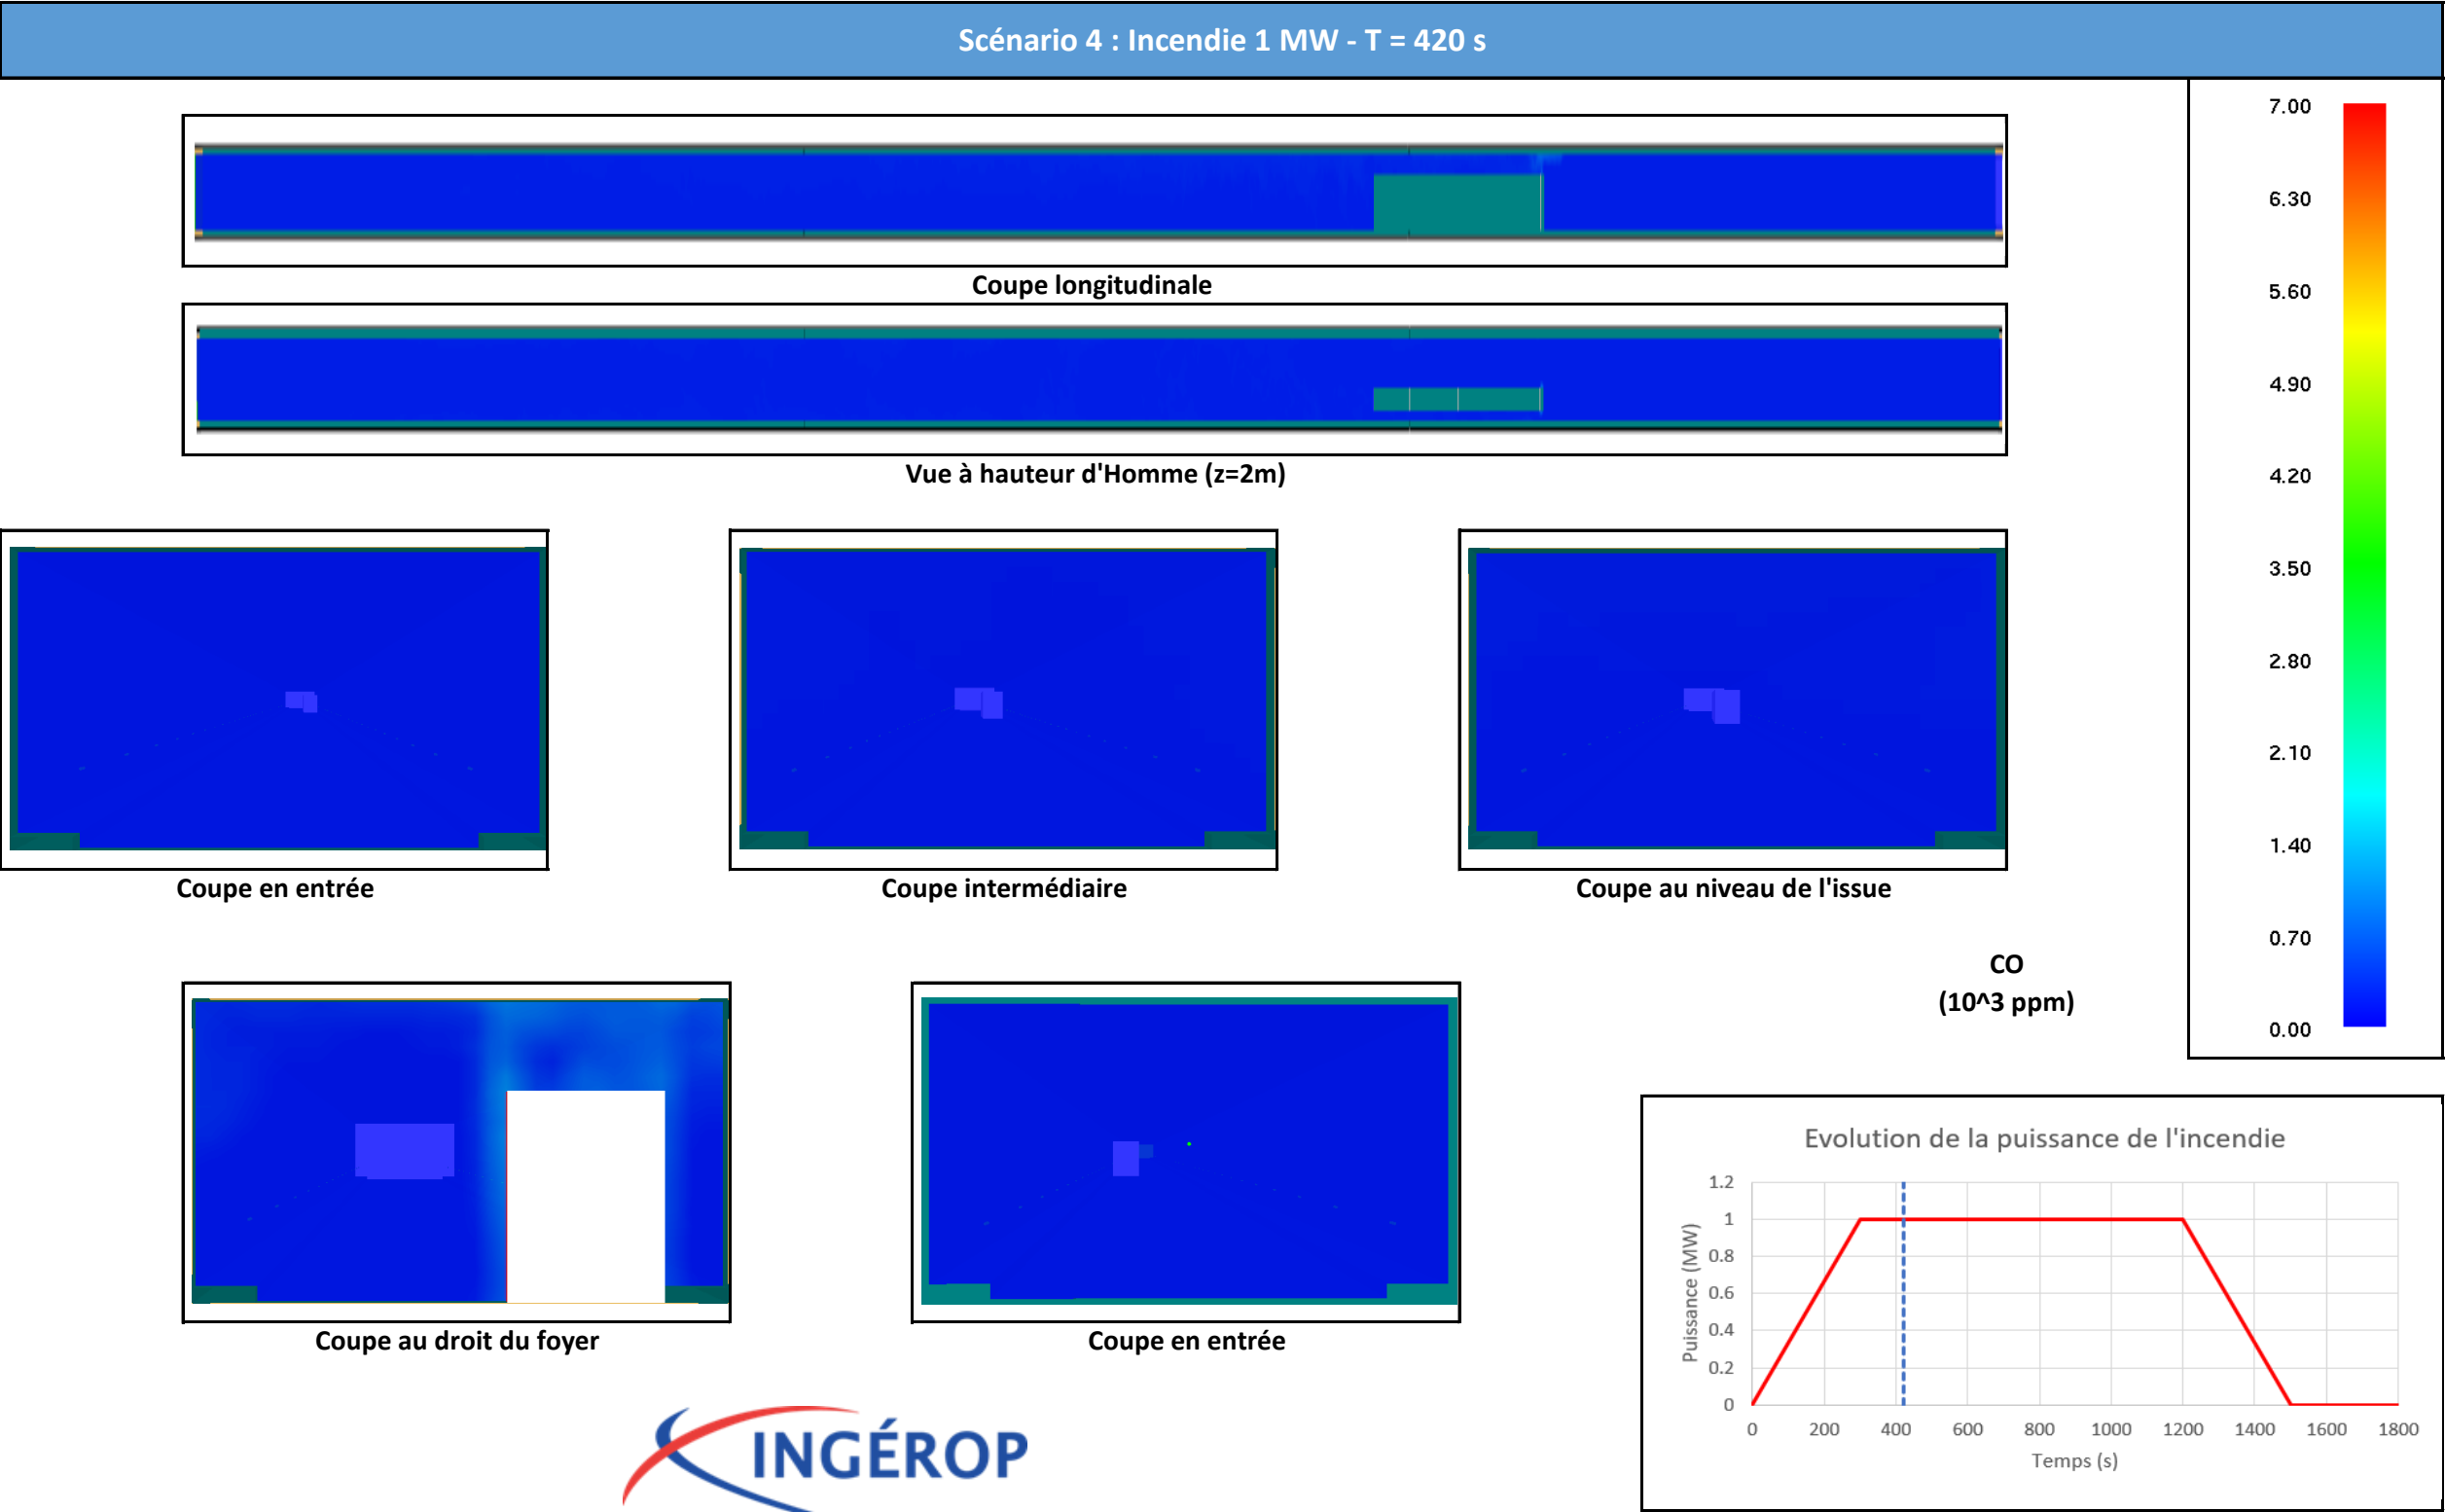 Scénario 4 : Incendie 1 MW - T = 420 s
Coupe longitudinale
Vue à hauteur d'Homme (z=2m)
Coupe en entrée
Coupe intermédiaire
Coupe au niveau de l'issue
Coupe au droit du foyer
Coupe en entrée
CO
(10^3 ppm)
7.00
6.30
5.60
4.90
4.20
3.50
2.80
2.10
1.40
0.70
0.00
Evolution de la puissance de l'incendie
Puissance (MW)
1.2
1
0.8
0.6
0.4
0.2
0
0 200 400 600 800 1000 1200 1400 1600 1800
Temps (s)
INGÉROP